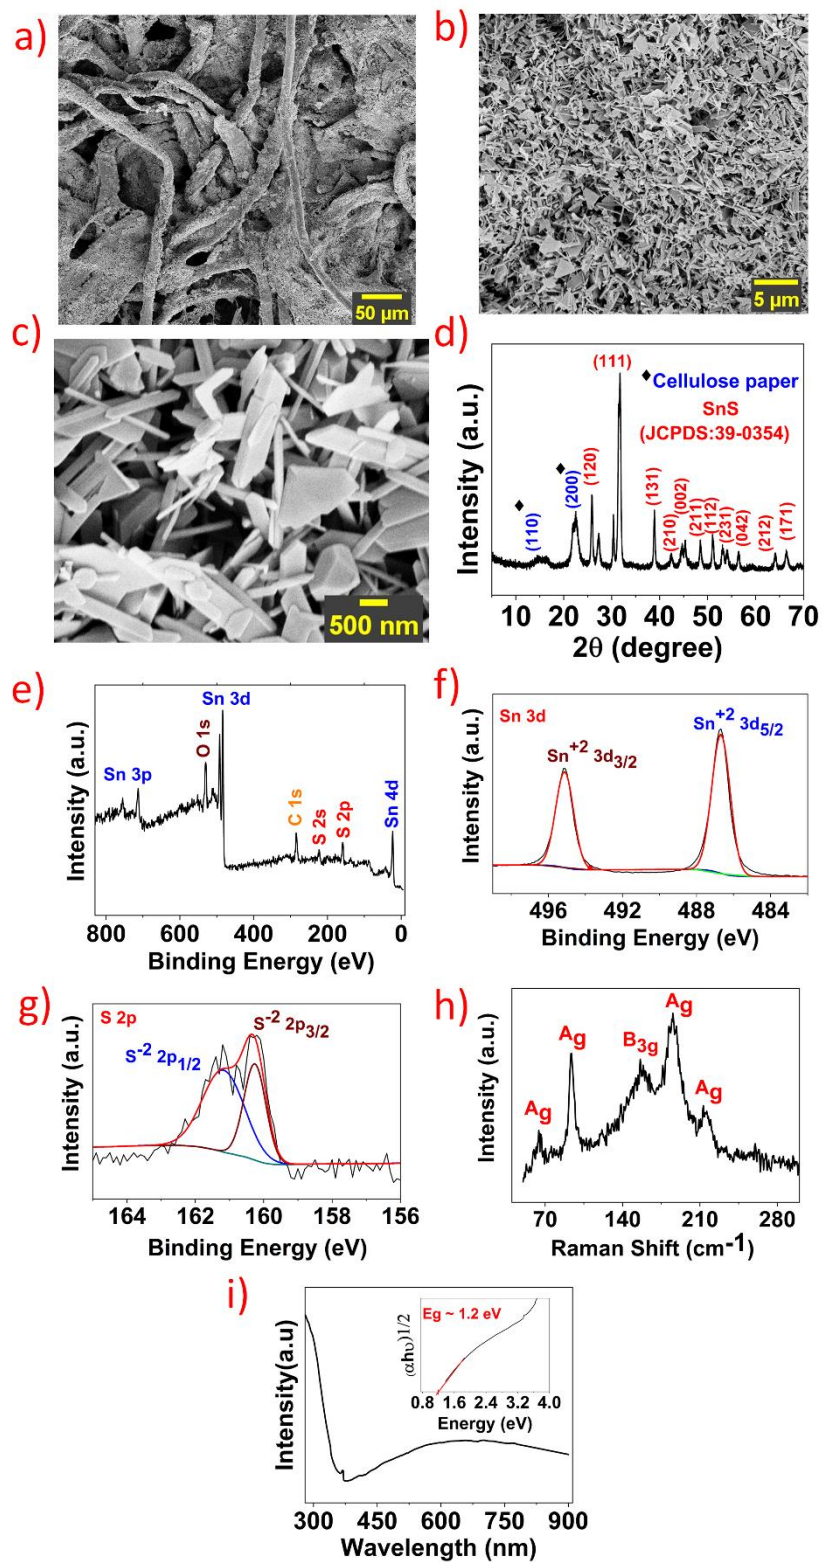 a)
50 µm
b)
5 µm
c)
500 nm
d)
Intensity (a.u.)
(111)
♦Cellulose paper
SnS
(JCPDS:39-0354)
♦
♦
(110)
(200)
(120)
(131)
(210)
(002)
(211)
(112)
(231)
(042)
(212)
(171)
10 20 30 40 50 60 70
2θ (degree)
e)
Intensity (a.u.)
Sn 3p
O 1s
Sn 3d
C 1s
S 2s
S 2p
Sn 4d
800 600 400 200 0
Binding Energy (eV)
f)
Intensity (a.u.)
Sn 3d
Sn+2 3d3/2
Sn+2 3d5/2
496 492 488 484
Binding Energy (eV)
g)
Intensity (a.u.)
S 2p
S-2 2p1/2
S-2 2p3/2
164 162 160 158 156
Binding Energy (eV)
h)
Intensity (a.u.)
Ag
Ag
B3g
Ag
Ag
70 140 210 280
Raman Shift (cm-1)
i)
Intensity(a.u)
(αhυ)1/2
Eg ~ 1.2 eV
0.8 1.6 2.4 3.2 4.0
Energy (eV)
300 450 600 750 900
Wavelength (nm)